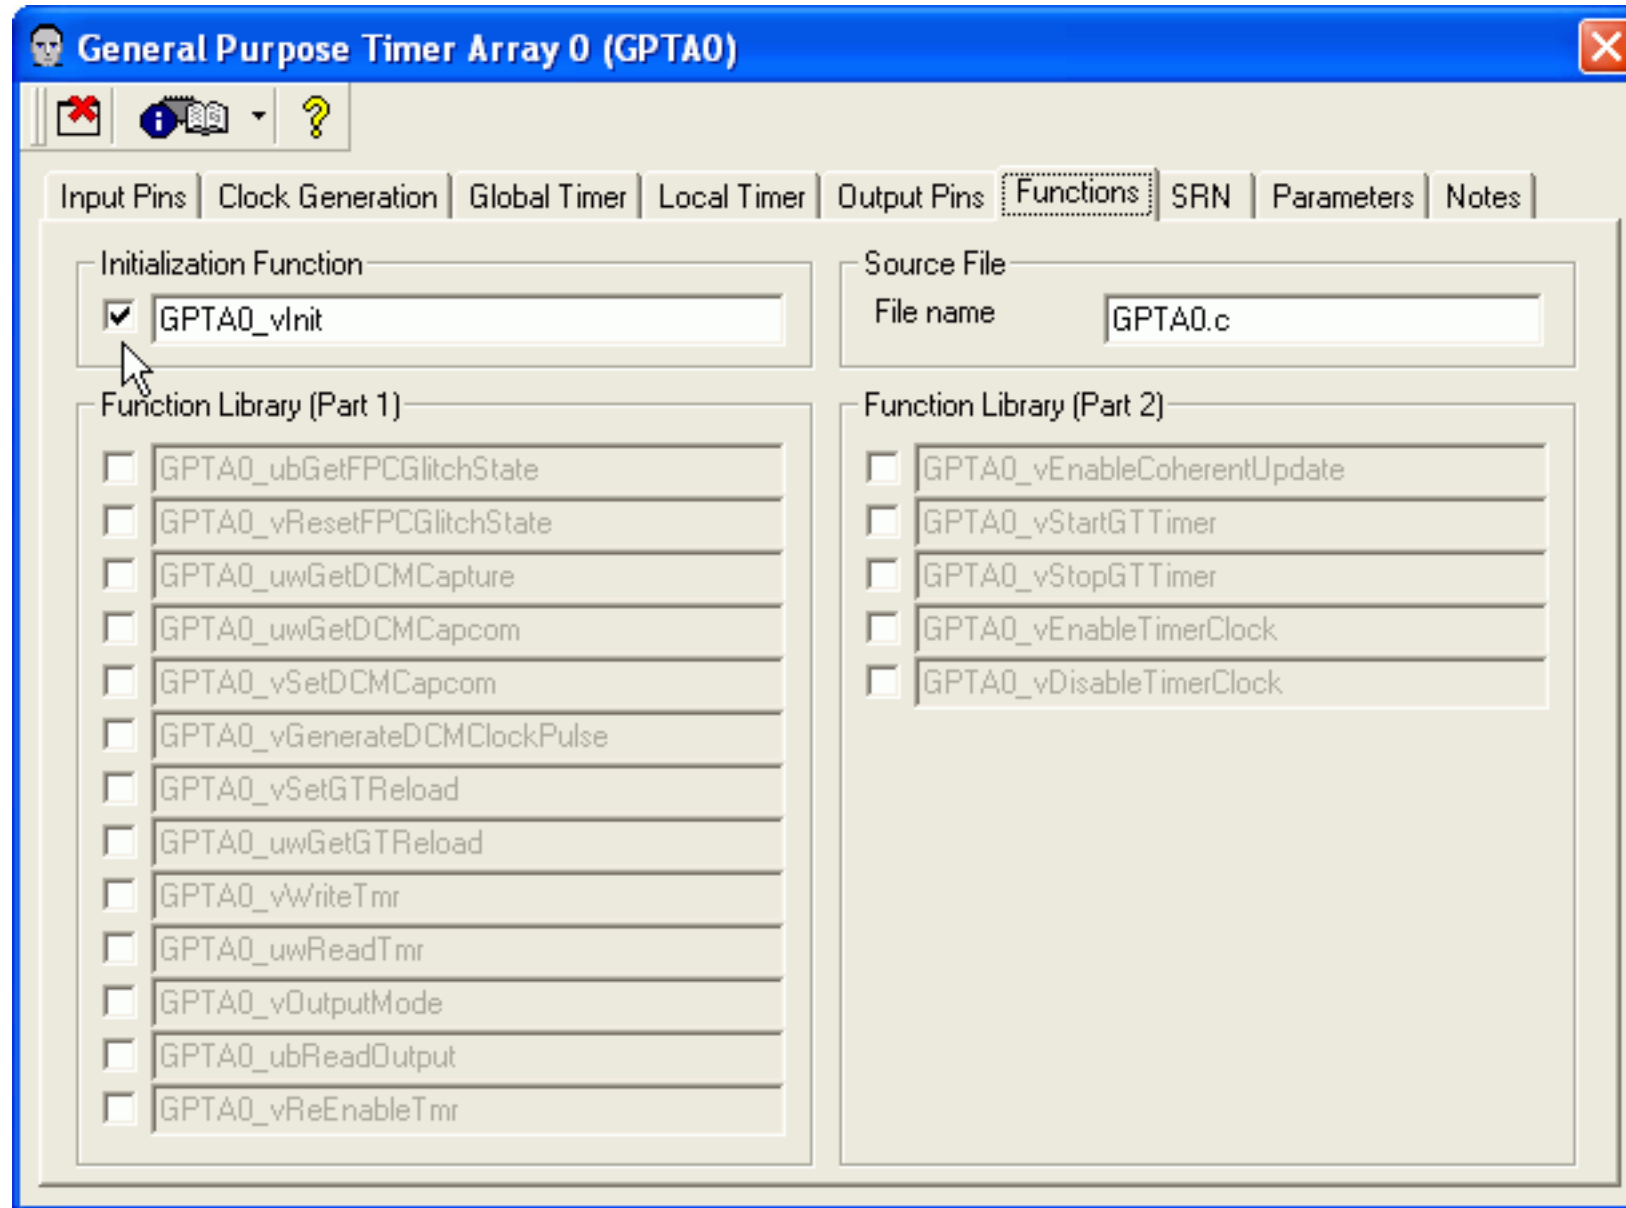 General Purpose Timer Array 0 (GPTA0)
Input Pins
Clock Generation
Global Timer
Local Timer
Output Pins
Functions
SRN
Parameters
Notes
Initialization Function
GPTA0_vInit
Source File
File name
GPTA0.c
Function Library (Part 1)
GPTA0_ubGetFPCGlitchState
GPTA0_vResetFPCGlitchState
GPTA0_uwGetDCMCapture
GPTA0_uwGetDCMCapcom
GPTA0_vSetDCMCapcom
GPTA0_vGenerateDCMClockPulse
GPTA0_vSetGTReload
GPTA0_uwGetGTReload
GPTA0_vWriteTmr
GPTA0_uwReadTmr
GPTA0_vOutputMode
GPTA0_ubReadOutput
GPTA0_vReEnableTmr
Function Library (Part 2)
GPTA0_vEnableCoherentUpdate
GPTA0_vStartGTTimer
GPTA0_vStopGTTimer
GPTA0_vEnableTimerClock
GPTA0_vDisableTimerClock